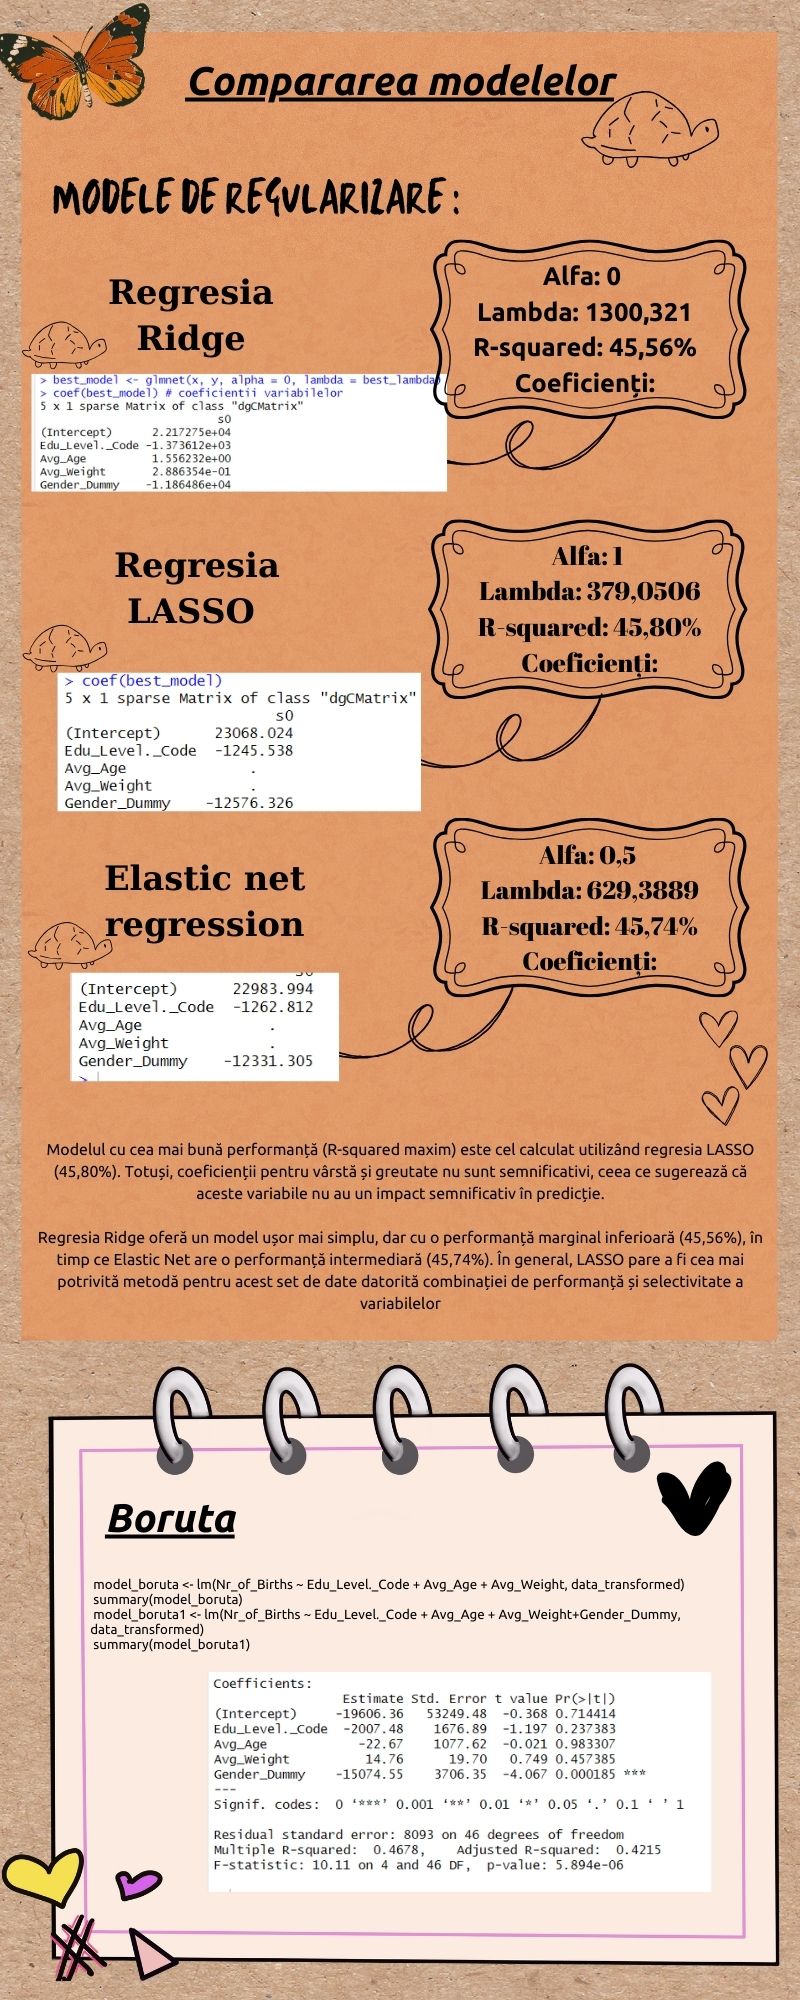 Compararea modelelor
MODELE DE REGULARIZARE :
Regresia
Ridge
Alfa: 0
Lambda: 1300,321
R-squared: 45,56%
Coeficienți:
> best_model <- glmnet(x, y, alpha = 0, lambda = best_lambda)
> coef(best_model) # coeficientii variabilelor
5 x 1 sparse Matrix of class "dgCMatrix"
s0
(Intercept) 2.217275e+04
Edu_Level._Code -1.373612e+03
Avg_Age 1.556232e+00
Avg_Weight 2.886354e-01
Gender_Dummy -1.186486e+04
Regresia
LASSO
Alfa: 1
Lambda: 379,0506
R-squared: 45,80%
Coeficienți:
> coef(best_model)
5 x 1 sparse Matrix of class "dgCMatrix"
s0
(Intercept) 23068.024
Edu_Level._Code -1245.538
Avg_Age .
Avg_Weight .
Gender_Dummy -12576.326
Elastic net
regression
Alfa: 0,5
Lambda: 629,3889
R-squared: 45,74%
Coeficienți:
s0
(Intercept) 22983.994
Edu_Level._Code -1262.812
Avg_Age .
Avg_Weight .
Gender_Dummy -12331.305
>
Modelul cu cea mai bună performanță (R-squared maxim) este cel calculat utilizând regresia LASSO
(45,80%). Totuși, coeficienții pentru vârstă și greutate nu sunt semnificativi, ceea ce sugerează că
aceste variabile nu au un impact semnificativ în predicție.
Regresia Ridge oferă un model ușor mai simplu, dar cu o performanță marginal inferioară (45,56%), în
timp ce Elastic Net are o performanță intermediară (45,74%). În general, LASSO pare a fi cea mai
potrivită metodă pentru acest set de date datorită combinației de performanță și selectivitate a
variabilelor
Boruta
model_boruta <- lm(Nr_of_Births ~ Edu_Level._Code + Avg_Age + Avg_Weight, data_transformed)
summary(model_boruta)
model_boruta1 <- lm(Nr_of_Births ~ Edu_Level._Code + Avg_Age + Avg_Weight+Gender_Dummy,
data_transformed)
summary(model_boruta1)
Coefficients:
Estimate Std. Error t value Pr(>|t|)
(Intercept) -19606.36 53249.48 -0.368 0.714414
Edu_Level._Code -2007.48 1676.89 -1.197 0.237383
Avg_Age -22.67 1077.62 -0.021 0.983307
Avg_Weight 14.76 19.70 0.749 0.457385
Gender_Dummy -15074.55 3706.35 -4.067 0.000185 ***
---
Signif. codes: 0 ‘***’ 0.001 ‘**’ 0.01 ‘*’ 0.05 ‘.’ 0.1 ‘ ’ 1
Residual standard error: 8093 on 46 degrees of freedom
Multiple R-squared: 0.4678, Adjusted R-squared: 0.4215
F-statistic: 10.11 on 4 and 46 DF, p-value: 5.894e-06